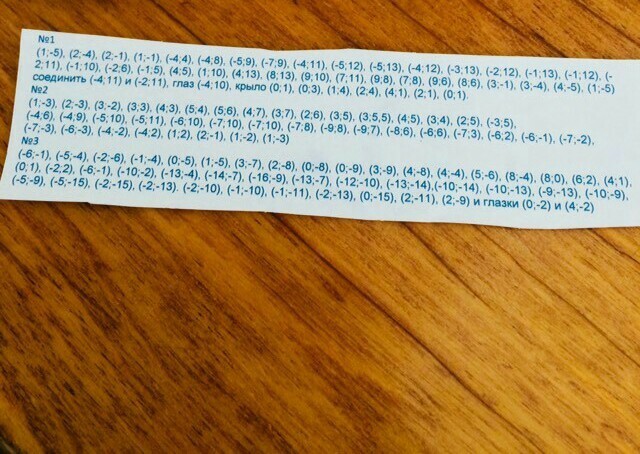 №1
(1;-5), (2;-4), (2;-1), (1;-1), (-4;4), (-4;8), (-5;9), (-7;9), (-4;11), (-5;12), (-5;13), (-4;12), (-3;13), (-2;12), (-1;13), (-1;12), (-
2;11), (-1;10), (-2;6), (-1;5), (4;5), (1;10), (4;13), (8;13), (9;10), (7;11), (9;8), (7;8), (9;6), (8;6), (3;-1), (3;-4), (4;-5), (1;-5)
соединить (-4;11) и (-2;11), глаз (-4;10), крыло (0;1), (0;3), (1;4), (2;4), (4;1), (2;1), (0;1).
№2
(1;-3), (2;-3), (3;-2), (3;3), (4;3), (5;4), (5;6), (4;7), (3;7), (2;6), (3;5), (3;5,5), (4;5), (3;4), (2;5), (-3;5),
(-4;6), (-4;9), (-5;10), (-5;11), (-6;10), (-7;10), (-7;10), (-7;8), (-9;8), (-9;7), (-8;6), (-6;6), (-7;3), (-6;2), (-6;-1), (-7;-2),
(-7;-3), (-6;-3), (-4;-2), (-4;2), (1;2), (2;-1), (1;-2), (1;-3)
№3
(-6;-1), (-5;-4), (-2;-6), (-1;-4), (0;-5), (1;-5), (3;-7), (2;-8), (0;-8), (0;-9), (3;-9), (4;-8), (4;-4), (5;-6), (8;-4), (8;0), (6;2), (4;1).
(0;1), (-2;2), (-6;-1), (-10;-2), (-13;-4), (-14;-7), (-16;-9), (-13;-7), (-12;-10), (-13;-14),(-10;-14), (-10;-13), (-9;-13), (-10;-9),
(-5;-9), (-5;-15), (-2;-15), (-2;-13). (-2;-10), (-1;-10), (-1;-11), (-2;-13), (0;-15), (2;-11), (2;-9) и глазки (0;-2) и (4;-2)